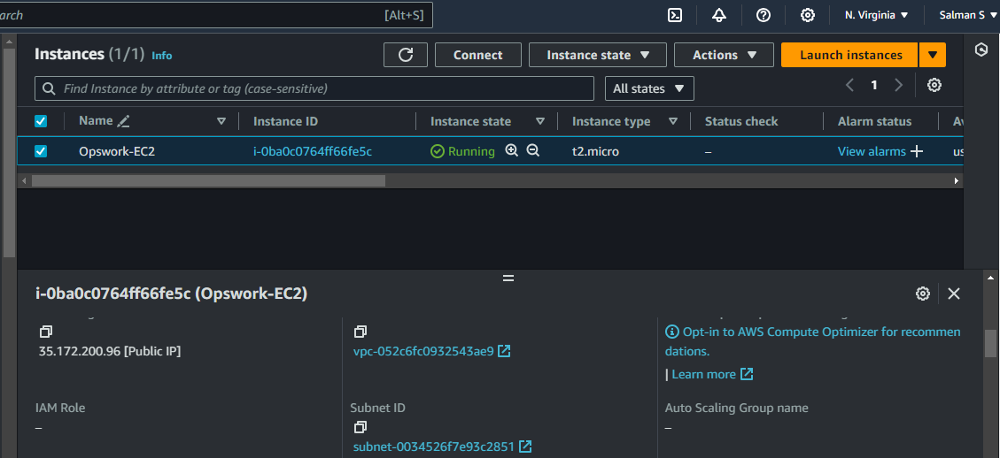 arch [Alt+S] N. Virginia ▼ Salman S ▼
Instances (1/1) Info Connect Instance state ▼ Actions ▼ Launch instances ▼
Find Instance by attribute or tag (case-sensitive) All states ▼ 1
Name Instance ID Instance state Instance type Status check Alarm status
Opswork-EC2 i-0ba0c0764ff66fe5c Running t2.micro – View alarms + us
i-0ba0c0764ff66fe5c (Opswork-EC2)
35.172.200.96 [Public IP]
vpc-052c6fc0932543ae9
Opt-in to AWS Compute Optimizer for recommen
dations.
| Learn more
IAM Role
–
Subnet ID
subnet-0034526f7e93c2851
Auto Scaling Group name
–